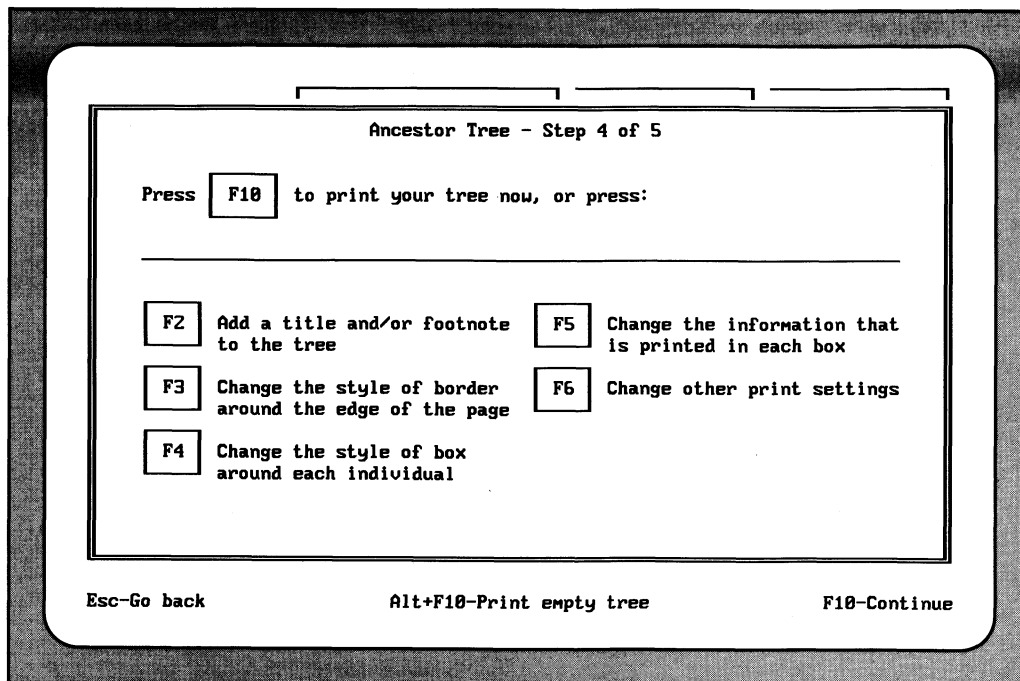 Ancestor Tree - Step 4 of 5
Press F10 to print your tree now, or press:
F2 Add a title and/or footnote
to the tree
F3 Change the style of border
around the edge of the page
F4 Change the style of box
around each individual
F5 Change the information that
is printed in each box
F6 Change other print settings
Esc-Go back Alt+F10-Print empty tree F10-Continue